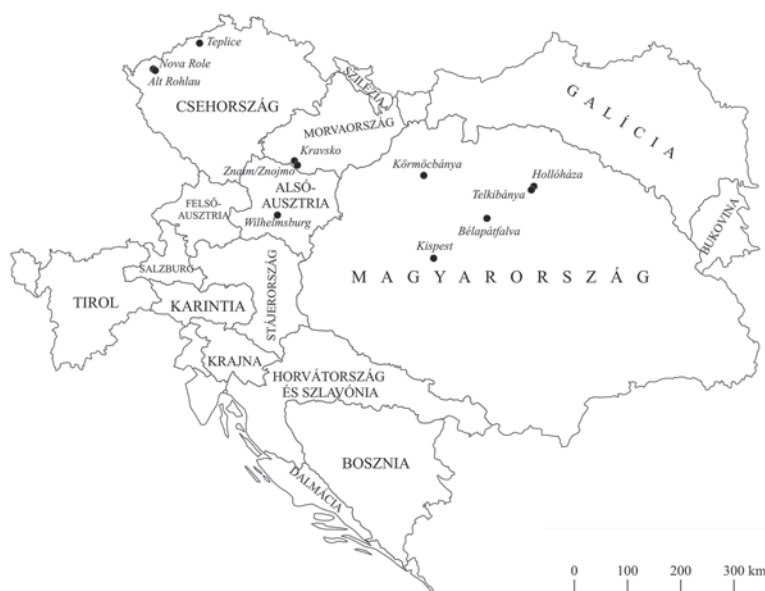 Teplice
Nova Role
Alt Rohlau
CSEHORSZÁG
SZILÉZIA
GALÍCIA
MORVAORSZÁG
Kravsko
Znaim/Znojmo
Körmöcbánya
Hollóháza
Telkibánya
ALSÓ-
AUSZTRIA
FELSŐ-
AUSZTRIA
Wilhelmsburg
Bélapátfalva
BUKOVINA
Kispest
SALZBURG
MAGYARORSZÁG
TIROL
KARINTIA
STÁJERORSZÁG
KRAJNA
HORVÁTORSZÁG
ÉS SZLAVÓNIA
BOSZNIA
DALMÁCIA
0 100 200 300 km